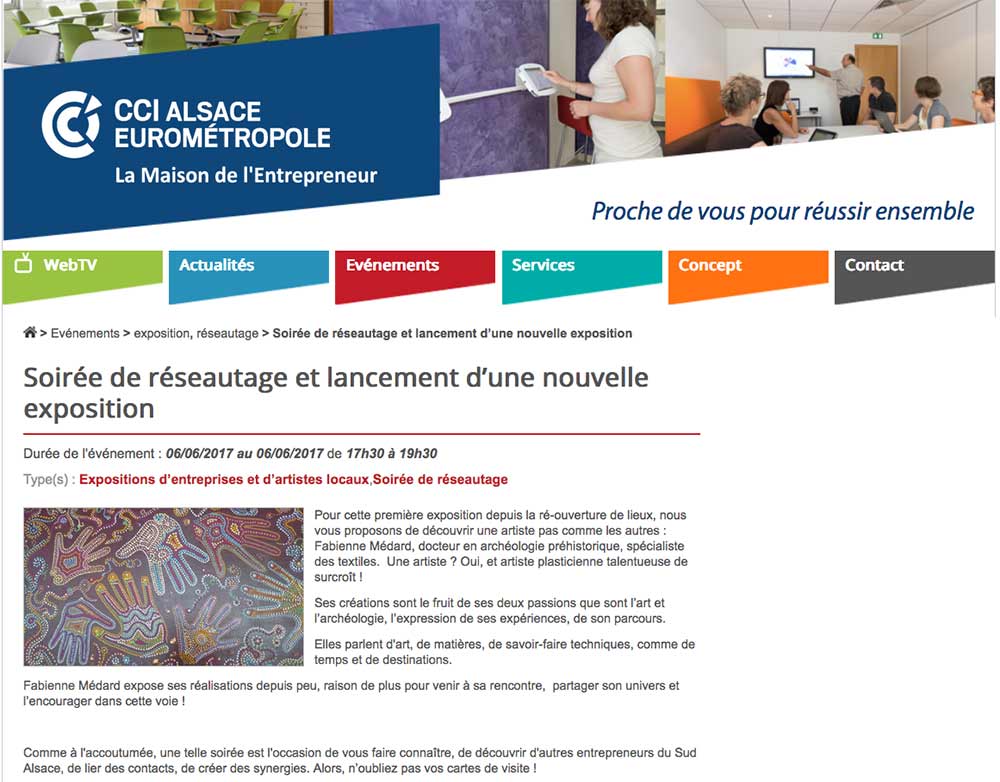 CCI ALSACE
EUROMÉTROPOLE
La Maison de l'Entrepreneur
Proche de vous pour réussir ensemble
WebTV
Actualités
Evénements
Services
Concept
Contact
> Evénements > exposition, réseautage > Soirée de réseautage et lancement d’une nouvelle exposition
Soirée de réseautage et lancement d’une nouvelle
exposition
Durée de l'événement : 06/06/2017 au 06/06/2017 de 17h30 à 19h30
Type(s) : Expositions d’entreprises et d’artistes locaux,Soirée de réseautage
Pour cette première exposition depuis la ré-ouverture de lieux, nous
vous proposons de découvrir une artiste pas comme les autres :
Fabienne Médard, docteur en archéologie préhistorique, spécialiste
des textiles.  Une artiste ? Oui, et artiste plasticienne talentueuse de
surcroît !
Ses créations sont le fruit de ses deux passions que sont l’art et
l’archéologie, l’expression de ses expériences, de son parcours.
Elles parlent d'art, de matières, de savoir-faire techniques, comme de
temps et de destinations.
Fabienne Médard expose ses réalisations depuis peu, raison de plus pour venir à sa rencontre,  partager son univers et
l’encourager dans cette voie !
Comme à l'accoutumée, une telle soirée est l'occasion de vous faire connaître, de découvrir d'autres entrepreneurs du Sud
Alsace, de lier des contacts, de créer des synergies. Alors, n’oubliez pas vos cartes de visite !